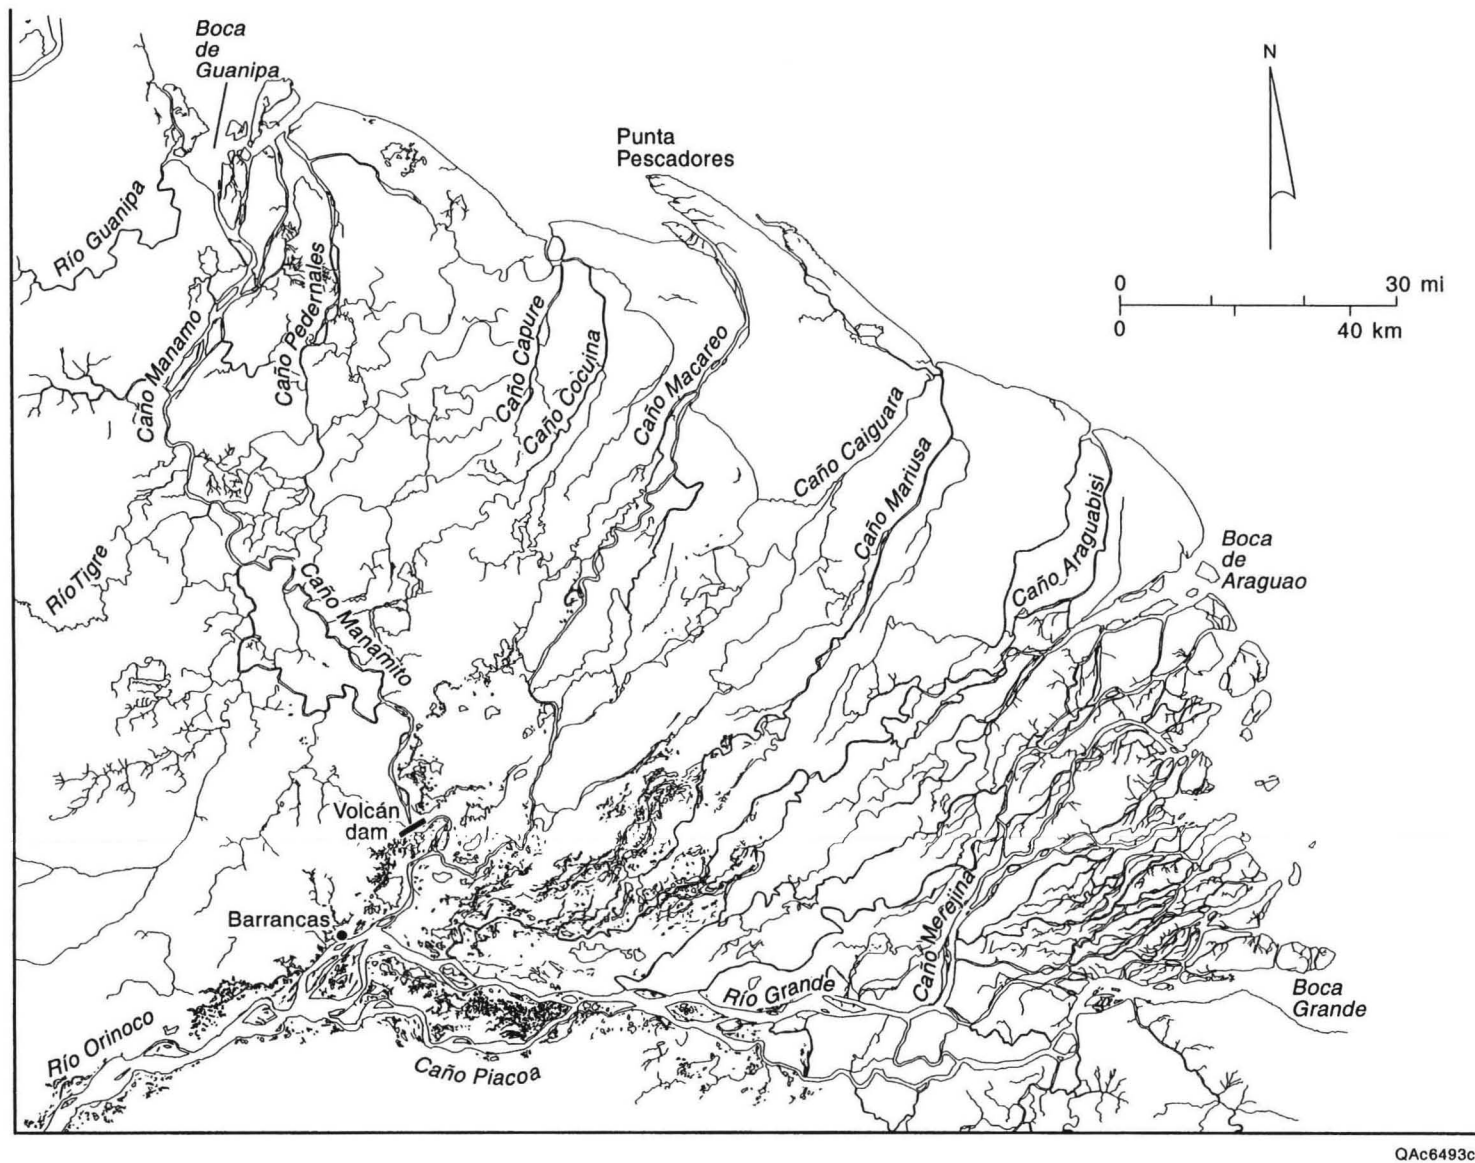 Boca
de
Guanipa
N
Punta
Pescadores
Río Guanipa
0 30 mi
0 40 km
Caño Manamo
Caño Pedernales
Caño Capure
Caño Cocuina
Caño Macareo
Caño Caiguara
Caño Mariusa
Caño Araguabisi
Boca
de
Araguao
Río Tigre
Caño Manamito
Volcán
dam
Barrancas
Caño Merejina
Río Grande
Boca
Grande
Río Orinoco
Caño Piacoa
QAc6493c